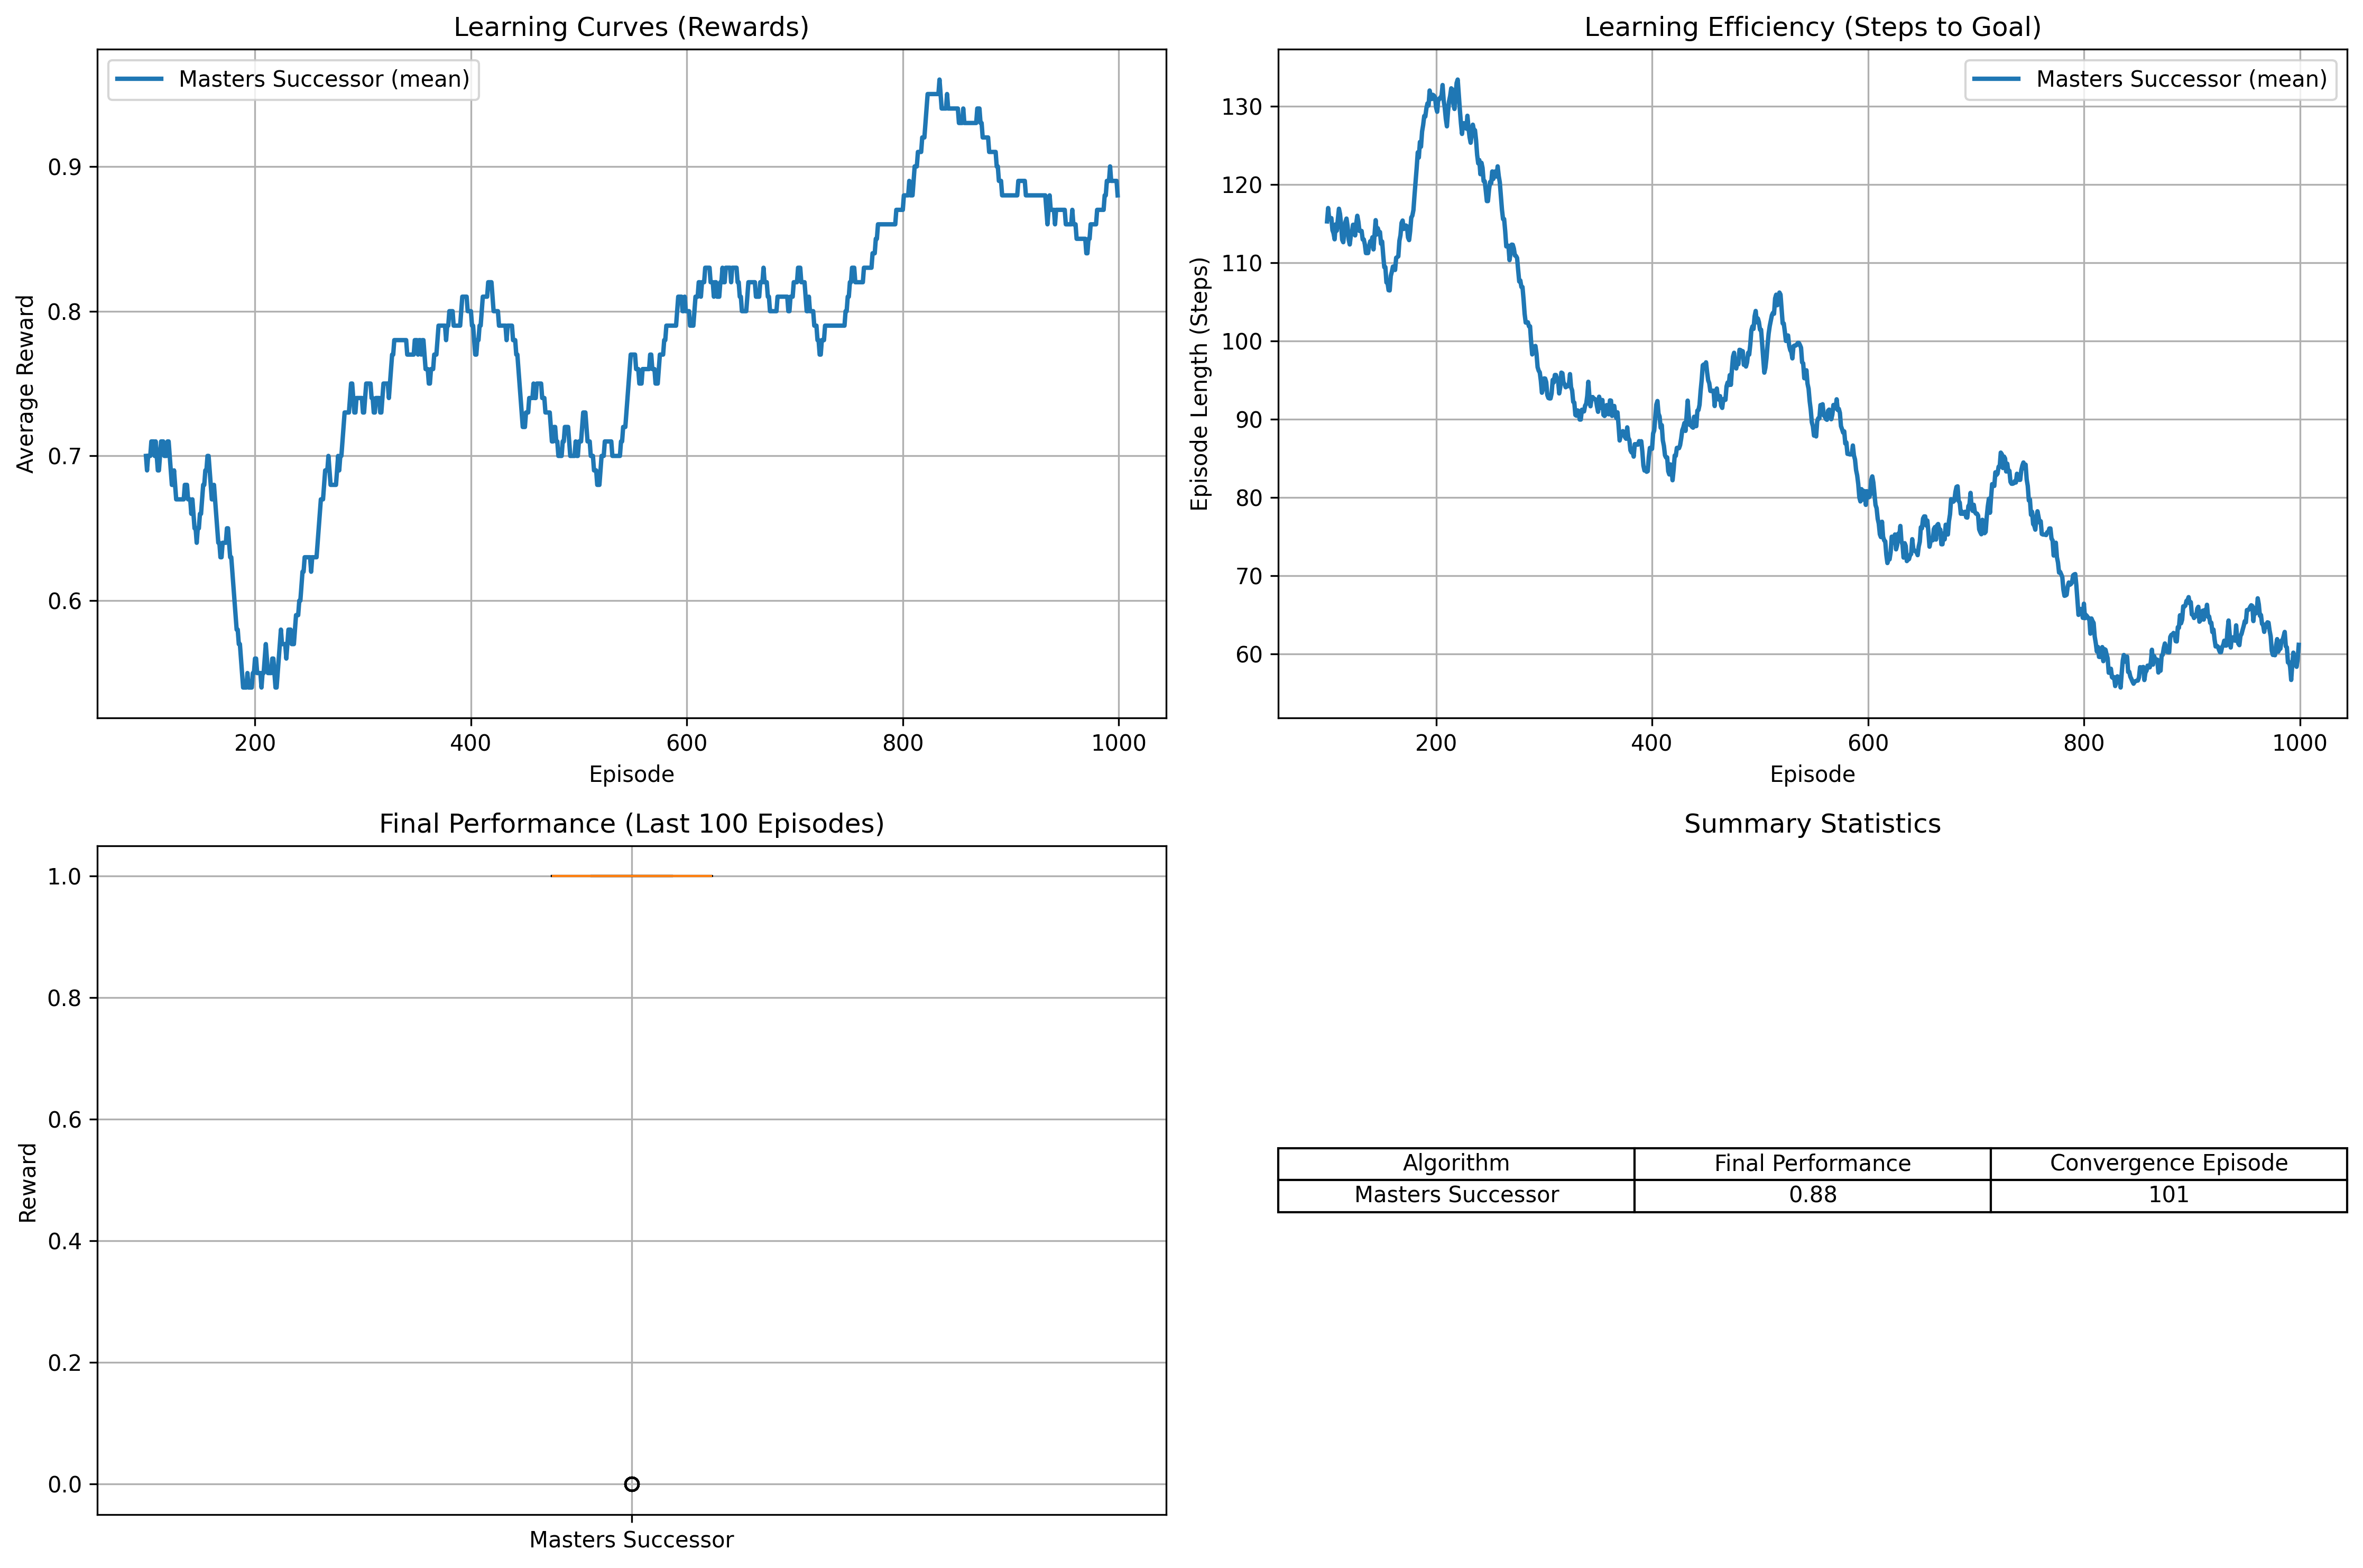 Learning Curves (Rewards)
Masters Successor (mean)
Average Reward
0.9
0.8
0.7
0.6
200 400 600 800 1000
Episode
Learning Efficiency (Steps to Goal)
Masters Successor (mean)
Episode Length (Steps)
130
120
110
100
90
80
70
60
200 400 600 800 1000
Episode
Final Performance (Last 100 Episodes)
Reward
1.0
0.8
0.6
0.4
0.2
0.0
Masters Successor
Summary Statistics
Algorithm Final Performance Convergence Episode
Masters Successor 0.88 101